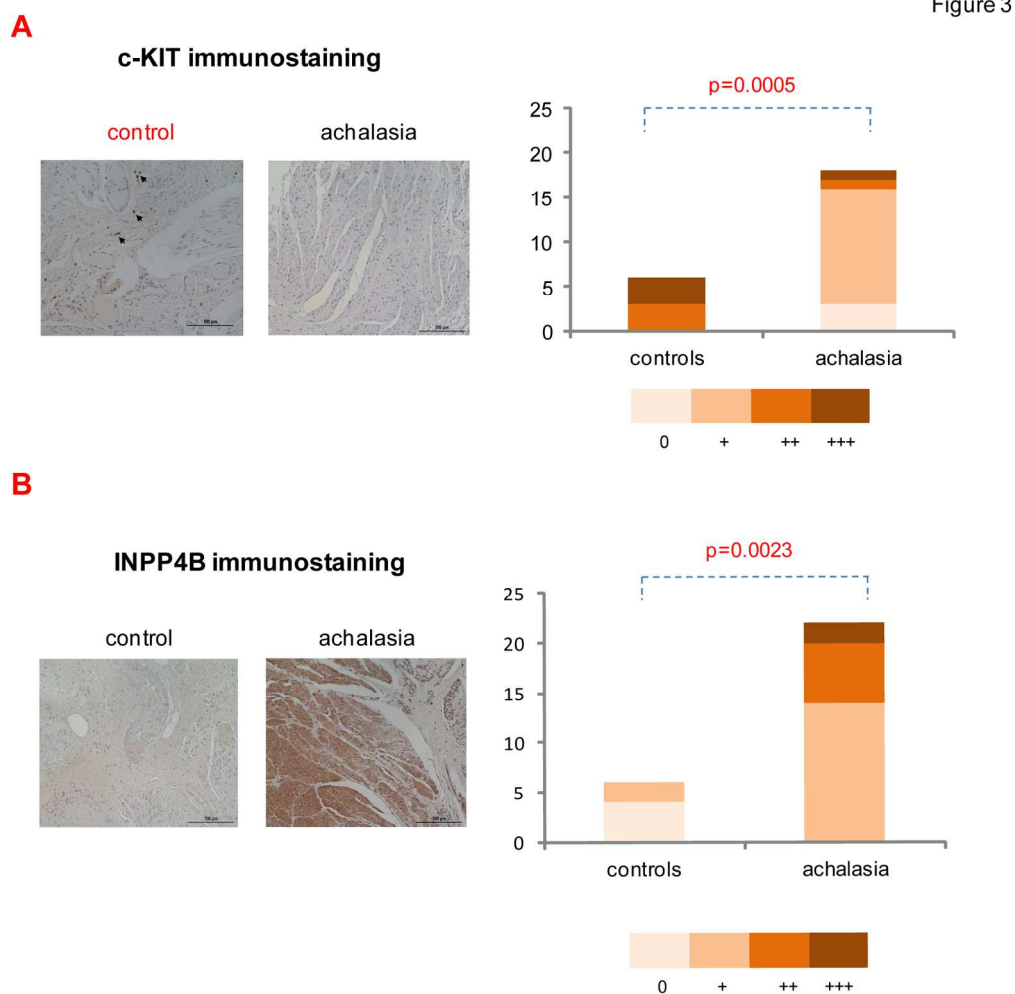 Figure 3
A
c-KIT immunostaining
control
achalasia
p=0.0005
25
20
15
10
5
0
controls
achalasia
0
+
++
+++
B
INPP4B immunostaining
control
achalasia
p=0.0023
25
20
15
10
5
0
controls
achalasia
0
+
++
+++